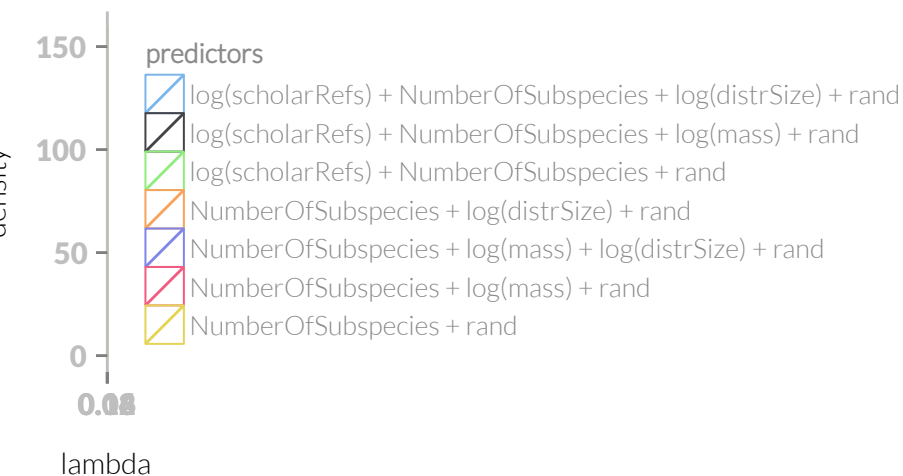 150
predictors
log(scholarRefs) + NumberOfSubspecies + log(distrSize) + rand
log(scholarRefs) + NumberOfSubspecies + log(mass) + rand
100
log(scholarRefs) + NumberOfSubspecies + rand
density
NumberOfSubspecies + log(distrSize) + rand
NumberOfSubspecies + log(mass) + log(distrSize) + rand
50
NumberOfSubspecies + log(mass) + rand
NumberOfSubspecies + rand
0
lambda